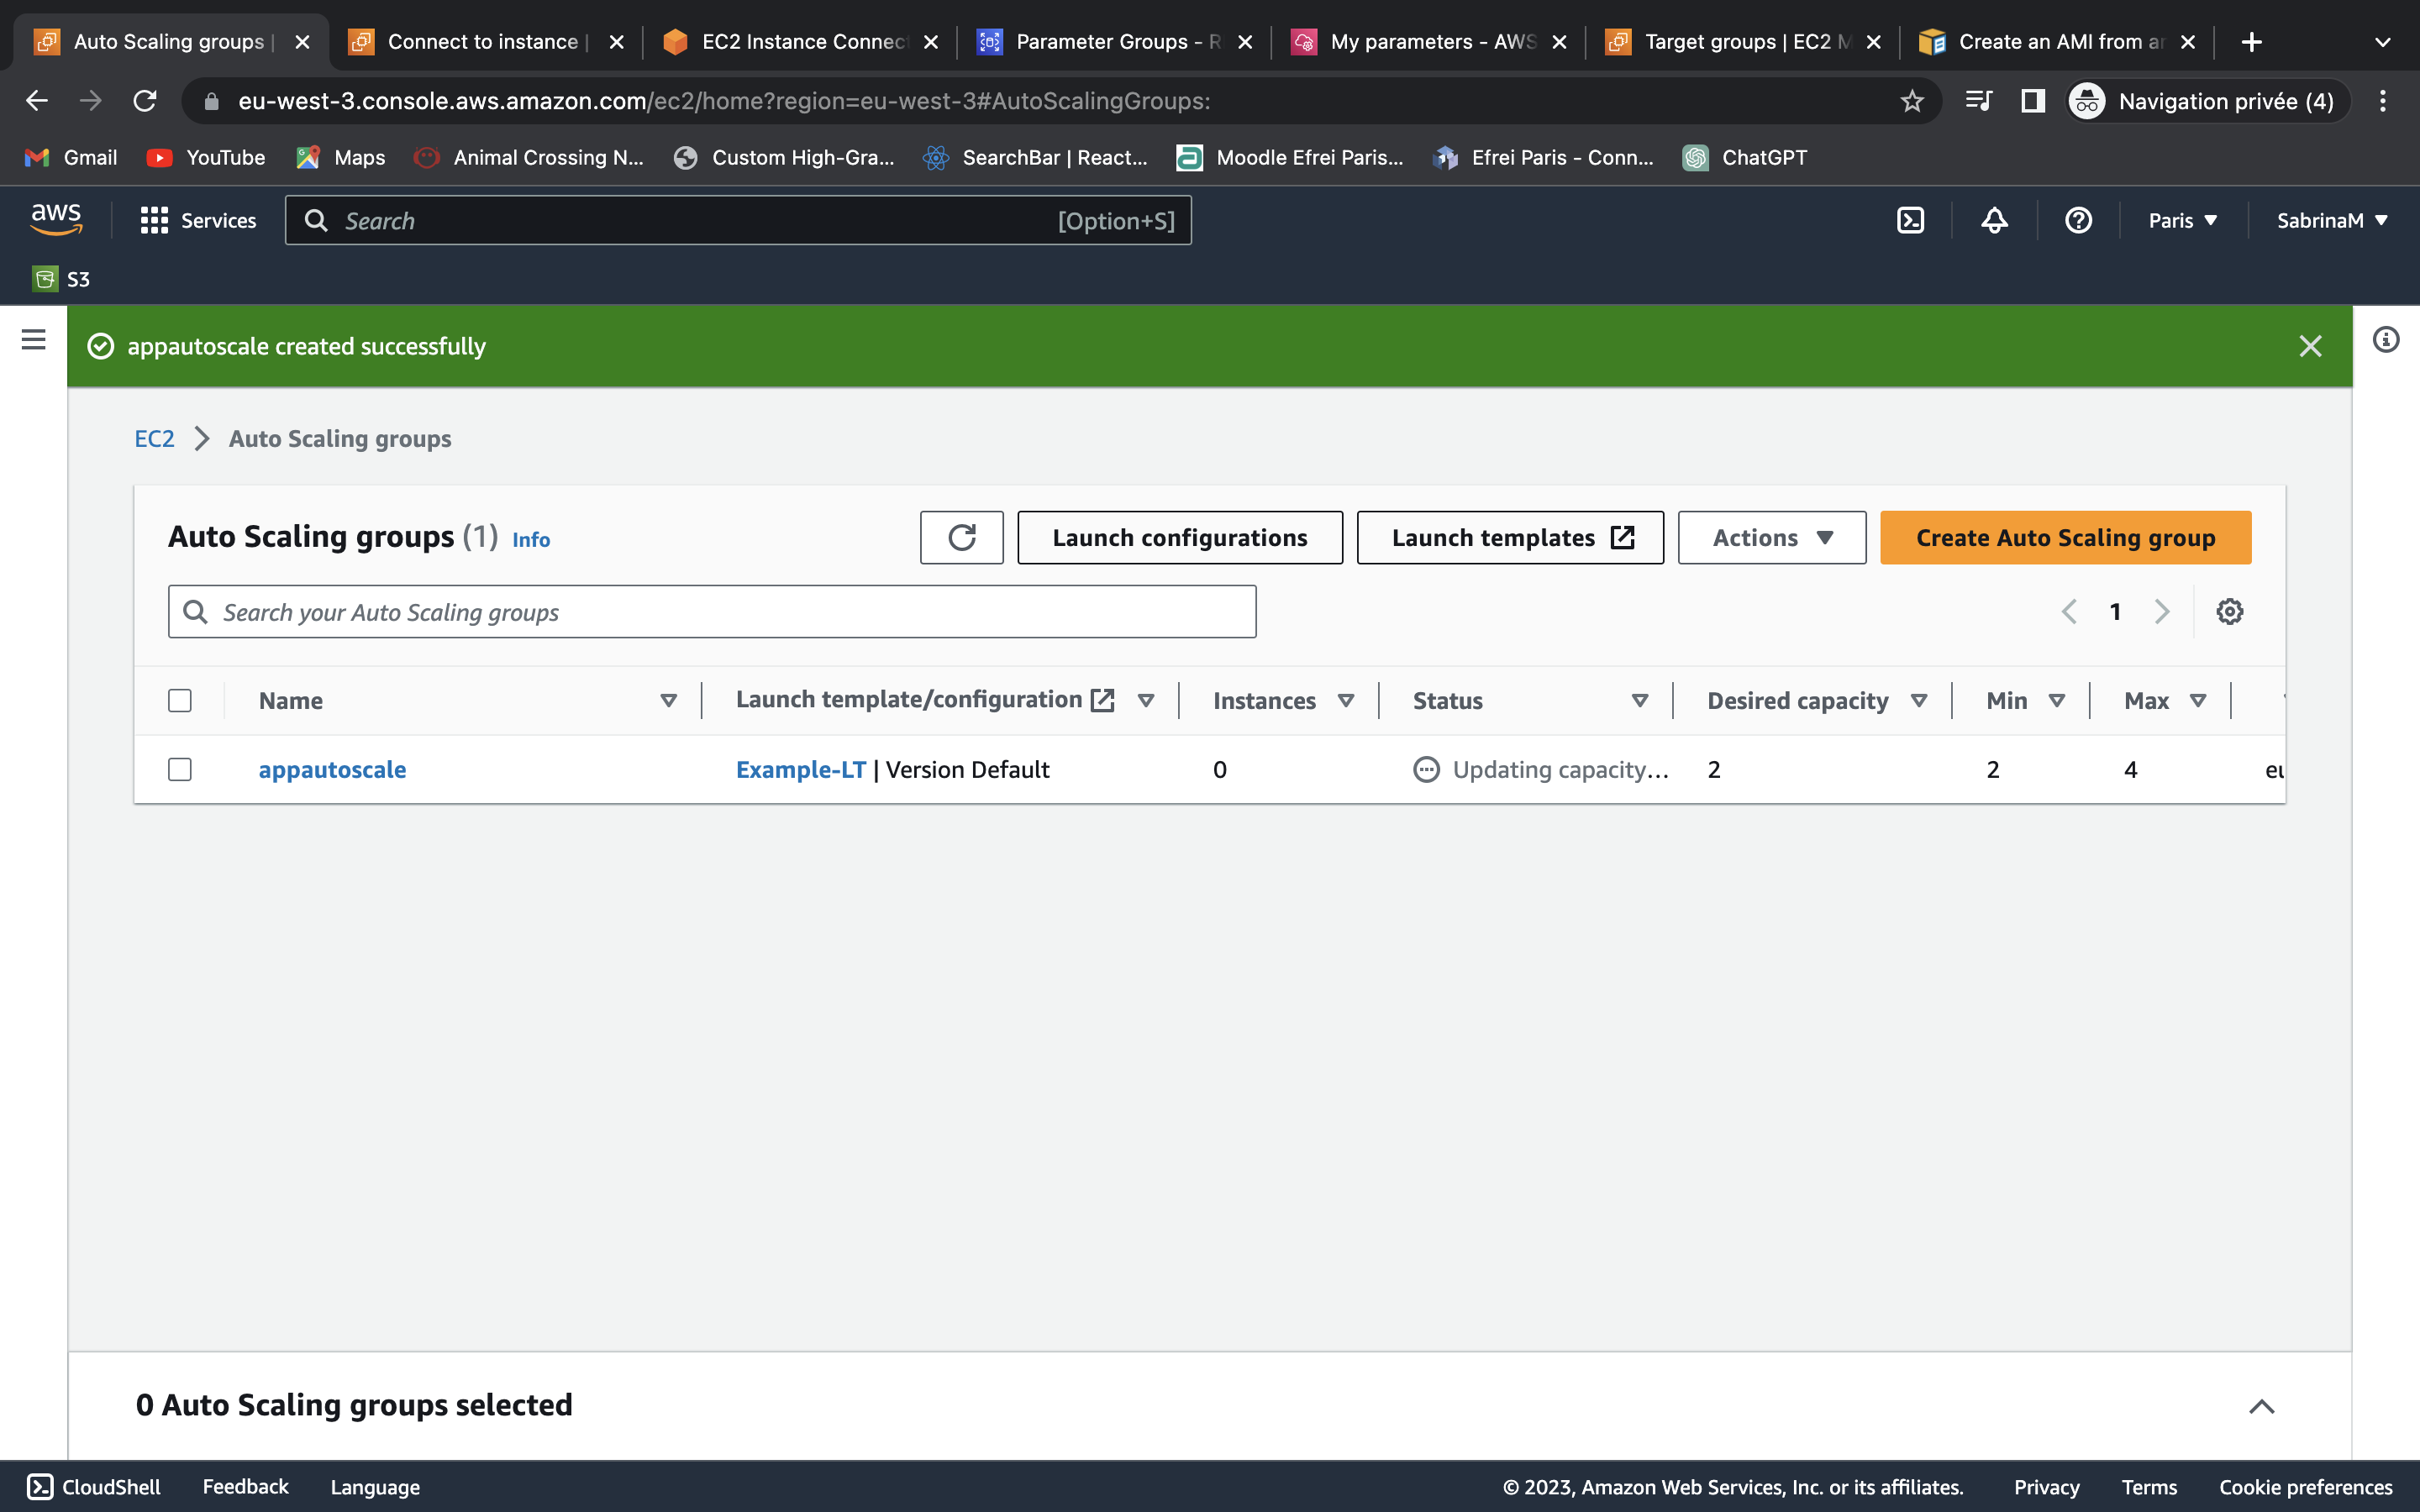 Auto Scaling groups |
Connect to instance |
EC2 Instance Connect
Parameter Groups - R
My parameters - AWS
Target groups | EC2 M
Create an AMI from an
eu-west-3.console.aws.amazon.com/ec2/home?region=eu-west-3#AutoScalingGroups:
Navigation privée (4)
Gmail
YouTube
Maps
Animal Crossing N...
Custom High-Gra...
SearchBar | React...
Moodle Efrei Paris...
Efrei Paris - Conn...
ChatGPT
aws
Services
Search
[Option+S]
Paris
SabrinaM
S3
appautoscale created successfully
EC2
Auto Scaling groups
Auto Scaling groups (1) Info
Launch configurations
Launch templates
Actions
Create Auto Scaling group
Search your Auto Scaling groups
1
Name
Launch template/configuration
Instances
Status
Desired capacity
Min
Max
appautoscale
Example-LT | Version Default
0
Updating capacity...
2
2
4
eu
0 Auto Scaling groups selected
CloudShell
Feedback
Language
© 2023, Amazon Web Services, Inc. or its affiliates.
Privacy
Terms
Cookie preferences